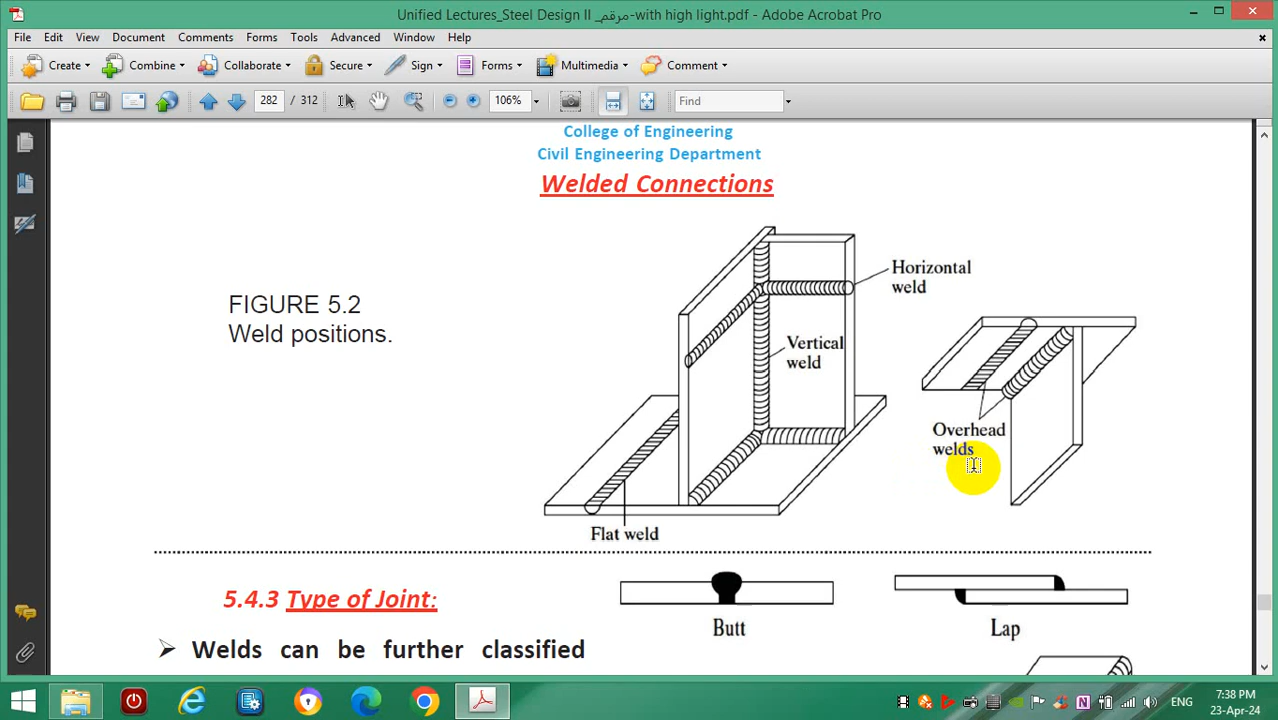 Unified Lectures_Steel Design II _مرقم-with high light.pdf - Adobe Acrobat Pro
File Edit View Document Comments Forms Tools Advanced Window Help
Create Combine Collaborate Secure Sign Forms Multimedia Comment
282 / 312 106% Find
College of Engineering
Civil Engineering Department
Welded Connections
FIGURE 5.2
Weld positions.
Horizontal
weld
Vertical
weld
Overhead
welds
Flat weld
5.4.3 Type of Joint:
Butt
Lap
➢ Welds can be further classified
ENG
7:38 PM
23-Apr-24